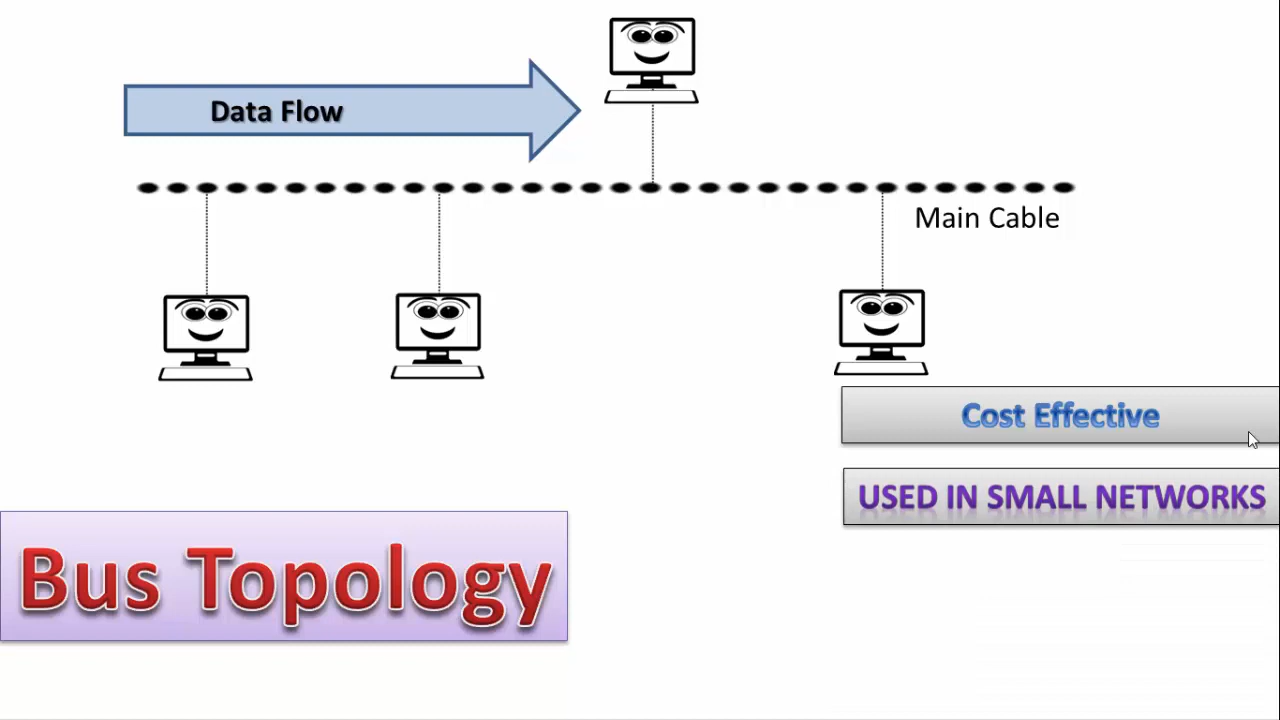 Data Flow
Main Cable
Cost Effective
USED IN SMALL NETWORKS
Bus Topology